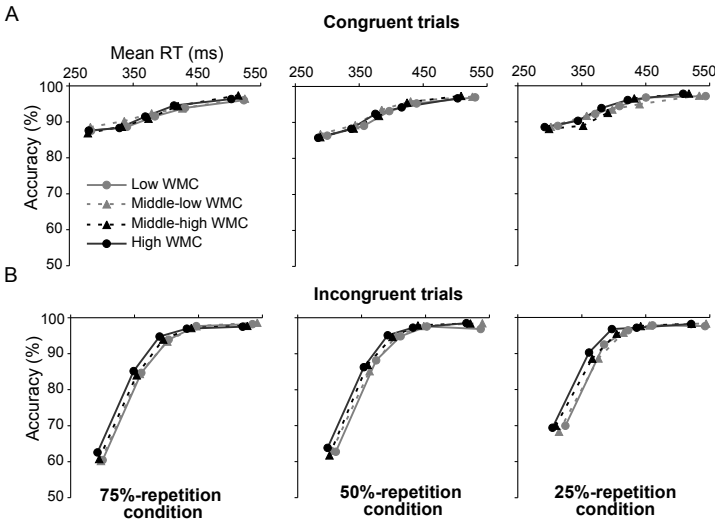 A
Congruent trials
Mean RT (ms)
250 350 450 550 250 350 450 550 250 350 450 550
Accuracy (%)
100
90
80
70
60
50
Low WMC
Middle-low WMC
Middle-high WMC
High WMC
B
Incongruent trials
Accuracy (%)
100
90
80
70
60
50
75%-repetition condition
50%-repetition condition
25%-repetition condition